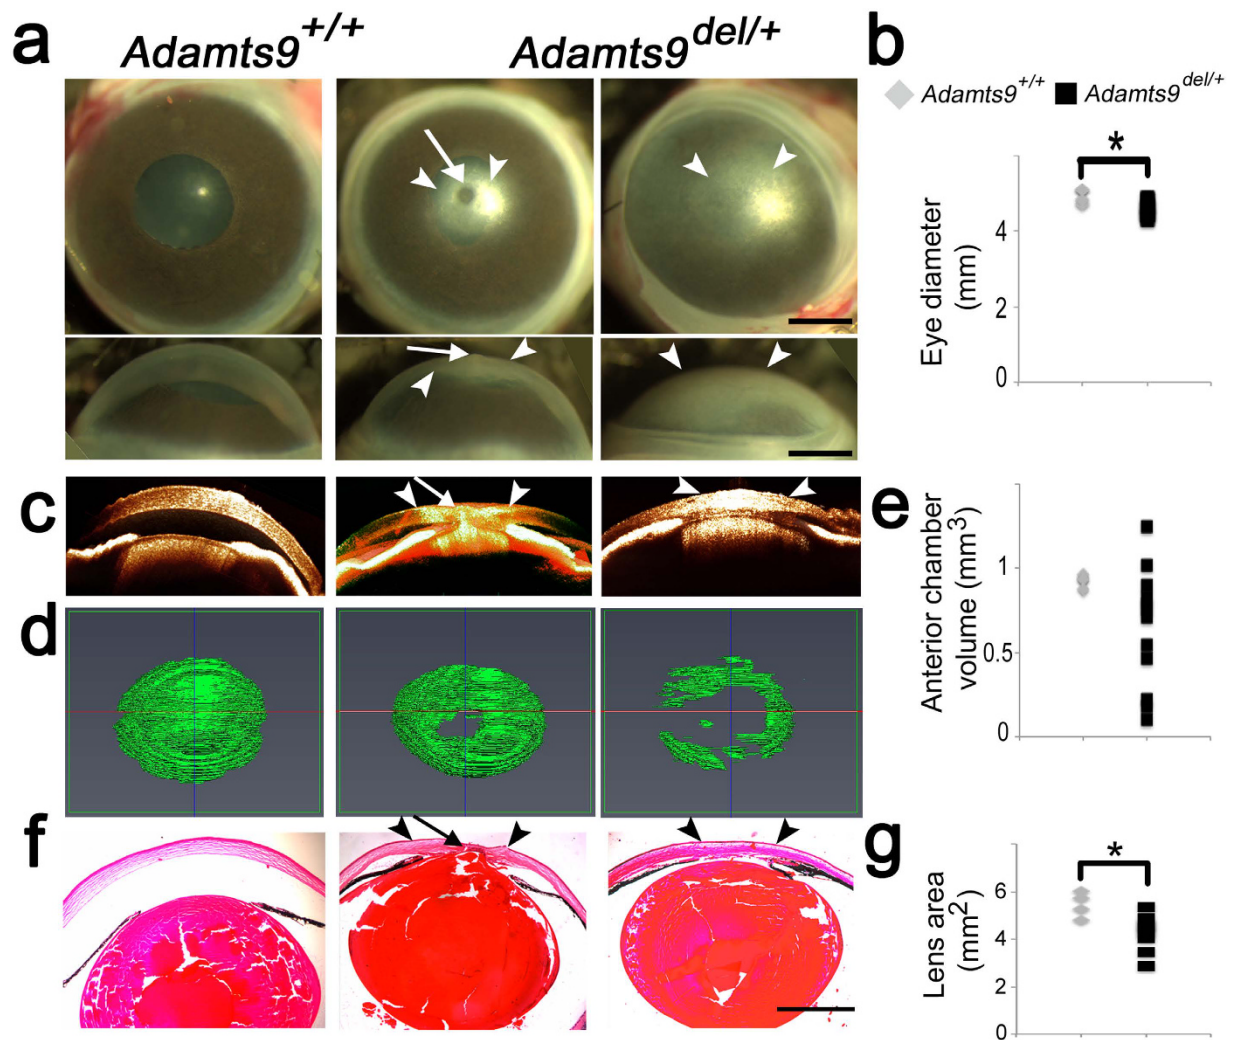 a
Adamts9+/+
Adamts9del/+
b
Adamts9+/+
Adamts9del/+
*
Eye diameter
(mm)
4
2
0
c
e
Anterior chamber
volume (mm3)
1
0.5
0
d
f
g
*
Lens area
(mm2)
6
4
2
0